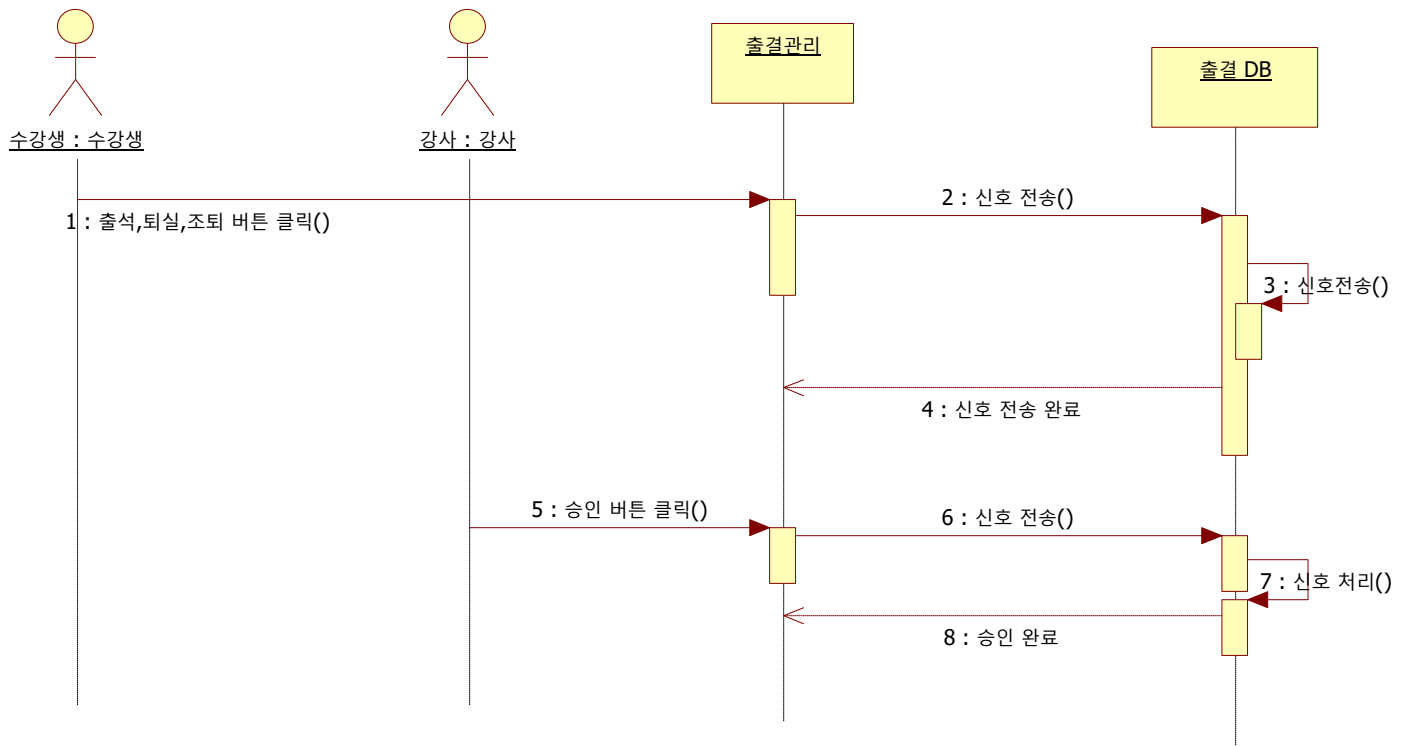 수강생 : 수강생
강사 : 강사
출결관리
출결 DB
1 : 출석,퇴실,조퇴 버튼 클릭()
2 : 신호 전송()
3 : 신호전송()
4 : 신호 전송 완료
5 : 승인 버튼 클릭()
6 : 신호 전송()
7 : 신호 처리()
8 : 승인 완료